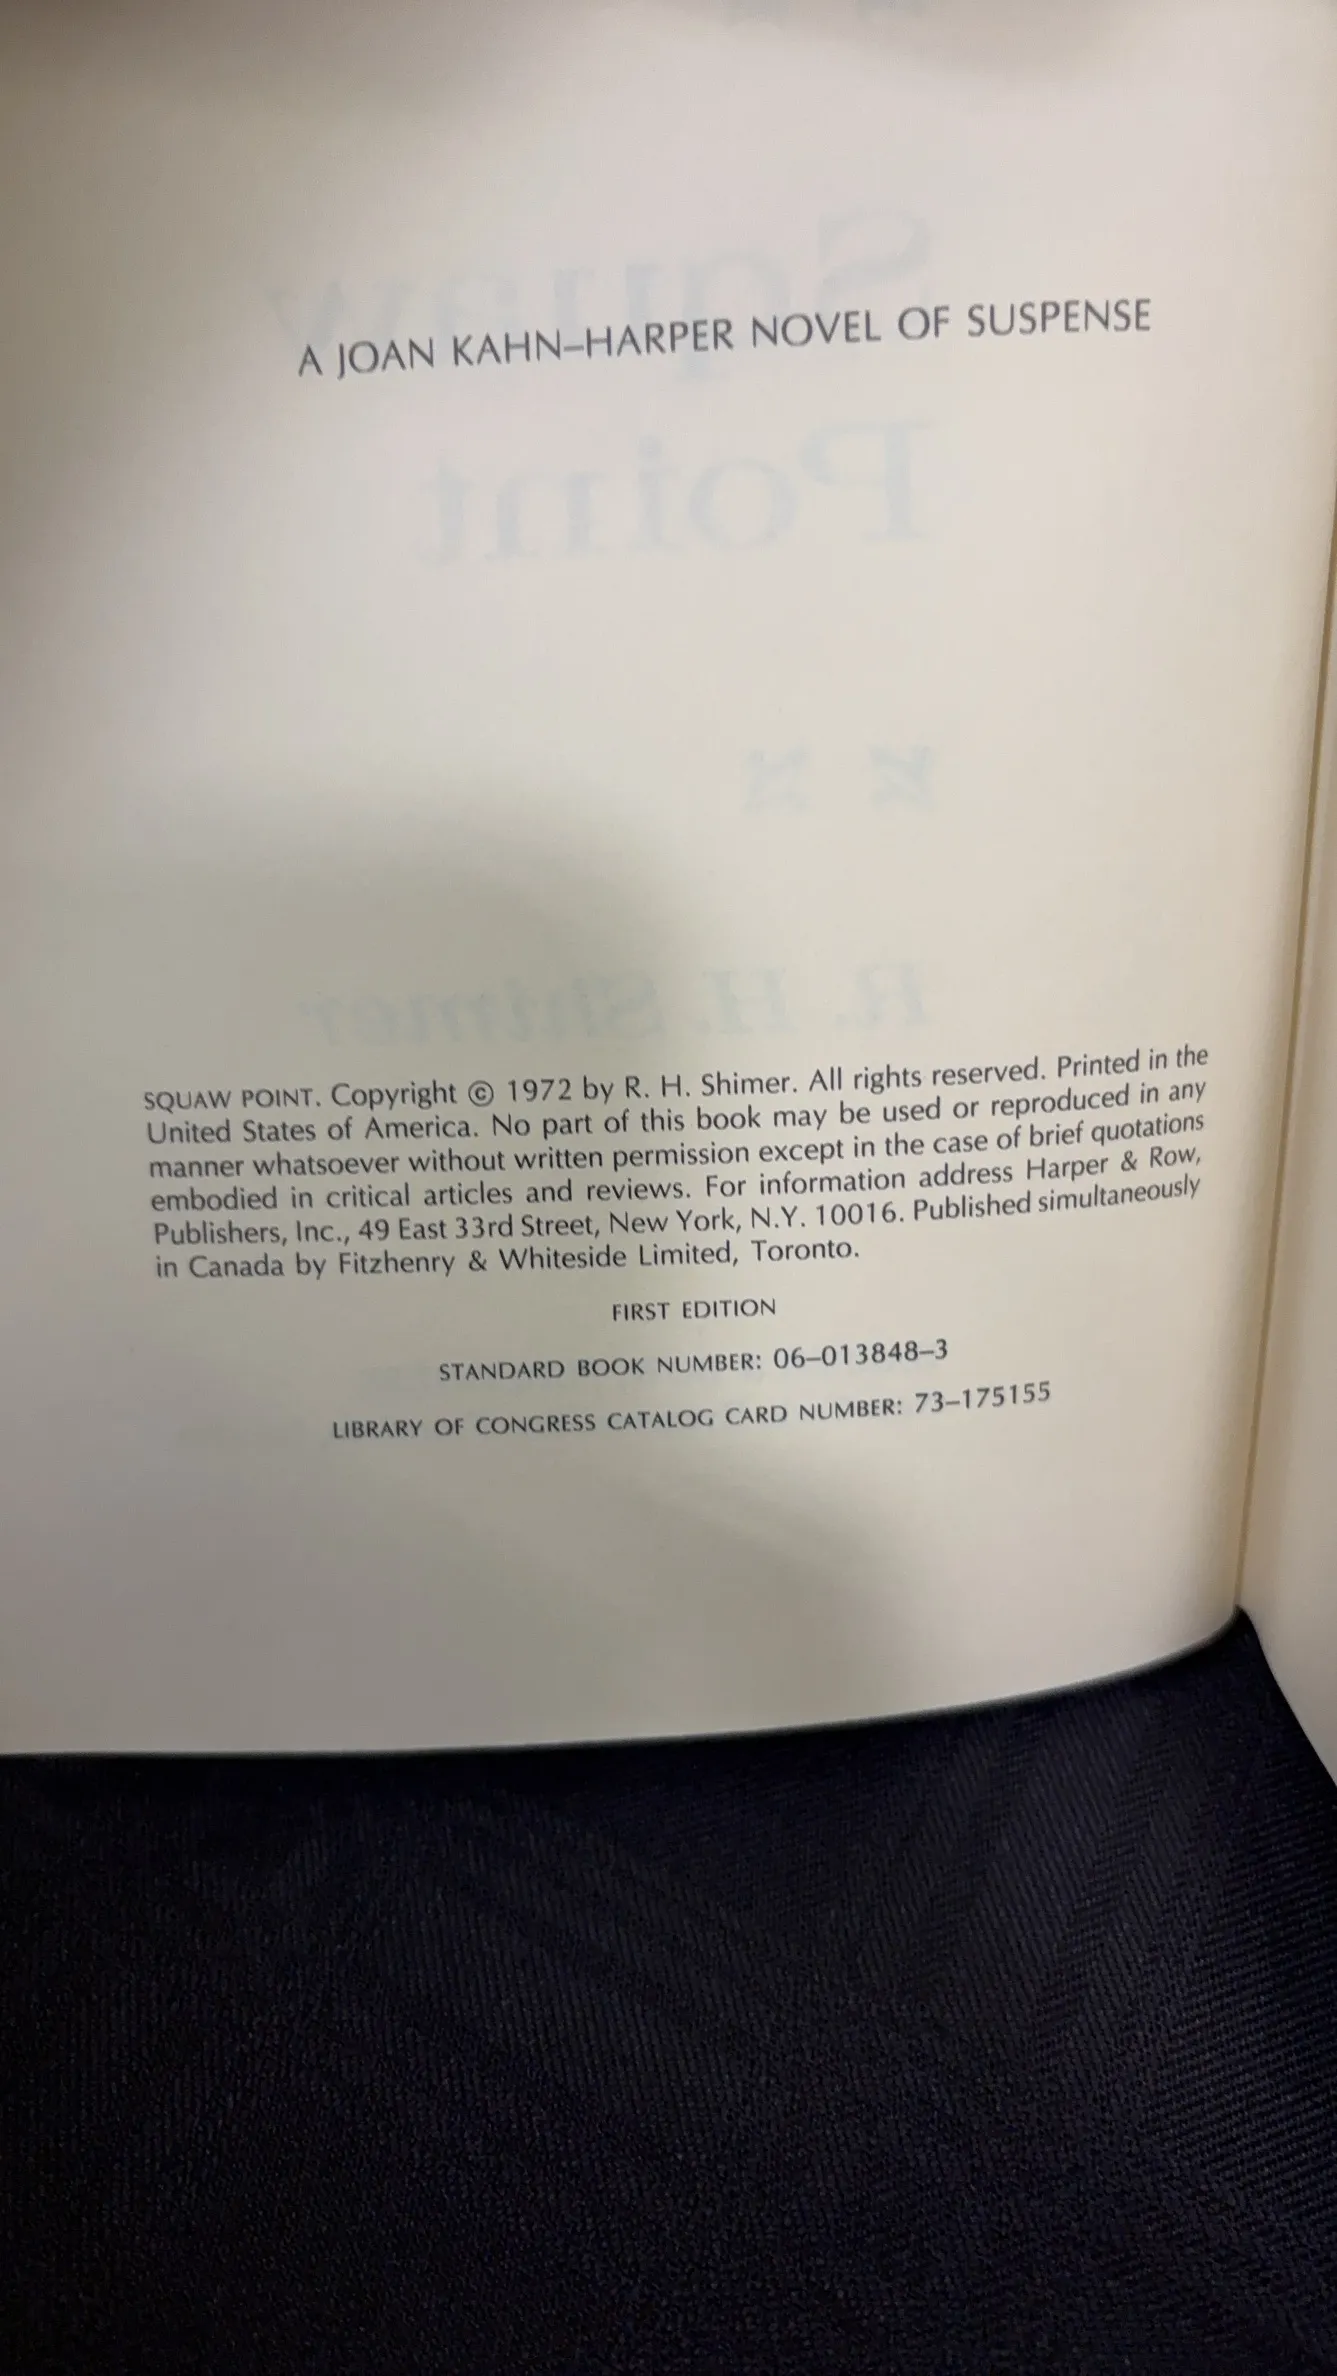 A JOAN KAHN–HARPER NOVEL OF SUSPENSE
Squaw
Point
R. H. Shimer
SQUAW POINT. Copyright © 1972 by R. H. Shimer. All rights reserved. Printed in the
United States of America. No part of this book may be used or reproduced in any
manner whatsoever without written permission except in the case of brief quotations
embodied in critical articles and reviews. For information address Harper & Row,
Publishers, Inc., 49 East 33rd Street, New York, N.Y. 10016. Published simultaneously
in Canada by Fitzhenry & Whiteside Limited, Toronto.
FIRST EDITION
STANDARD BOOK NUMBER: 06–013848–3
LIBRARY OF CONGRESS CATALOG CARD NUMBER: 73–175155